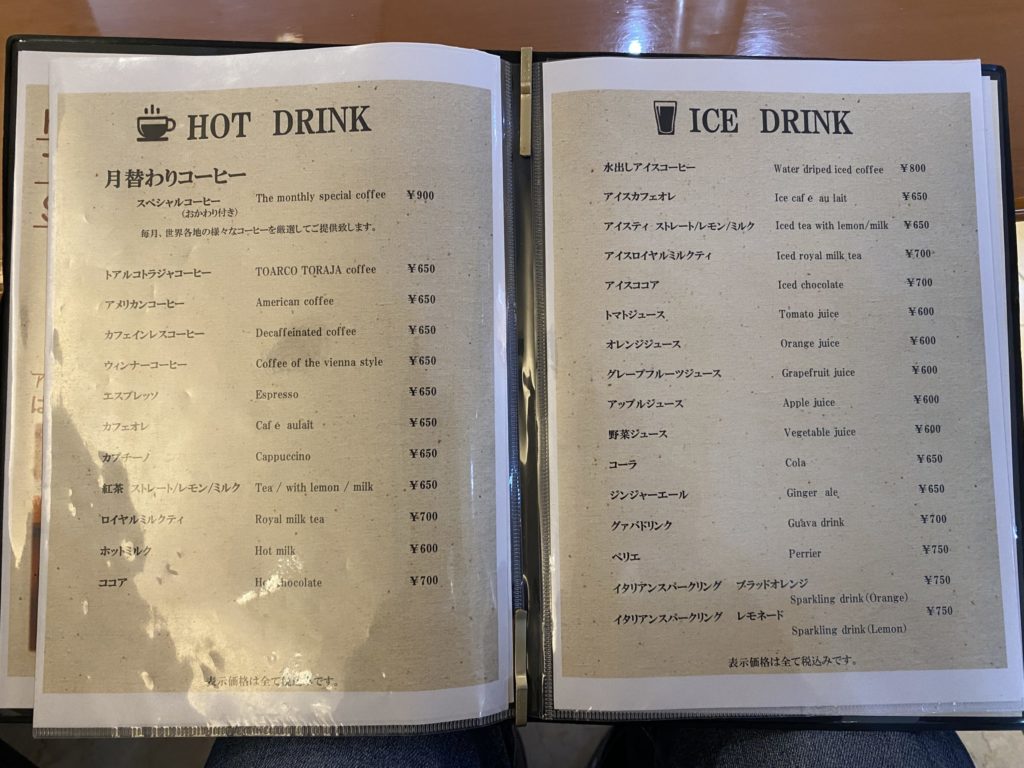 HOT DRINK
月替わりコーヒー
スペシャルコーヒー The monthly special coffee ¥900
(おかわり付き)
毎月、世界各地の様々なコーヒーを厳選してご提供致します。
トアルコトラジャコーヒー TOARCO TORAJA coffee ¥650
アメリカンコーヒー American coffee ¥650
カフェインレスコーヒー Decaffeinated coffee ¥650
ウィンナーコーヒー Coffee of the vienna style ¥650
エスプレッソ Espresso ¥650
カフェオレ Café aulait ¥650
カプチーノ Cappuccino ¥650
紅茶 ストレート/レモン/ミルク Tea / with lemon / milk ¥650
ロイヤルミルクティ Royal milk tea ¥700
ホットミルク Hot milk ¥600
ココア Hot chocolate ¥700
表示価格は全て税込みです。
ICE DRINK
水出しアイスコーヒー Water driped iced coffee ¥800
アイスカフェオレ Ice café au lait ¥650
アイスティ ストレート/レモン/ミルク Iced tea with lemon/milk ¥650
アイスロイヤルミルクティ Iced royal milk tea ¥700
アイスココア Iced chocolate ¥700
トマトジュース Tomato juice ¥600
オレンジジュース Orange juice ¥600
グレープフルーツジュース Grapefruit juice ¥600
アップルジュース Apple juice ¥600
野菜ジュース Vegetable juice ¥600
コーラ Cola ¥650
ジンジャーエール Ginger ale ¥650
グァバドリンク Guava drink ¥700
ペリエ Perrier ¥750
イタリアンスパークリング ブラッドオレンジ ¥750
Sparkling drink(Orange)
イタリアンスパークリング レモネード ¥750
Sparkling drink(Lemon)
表示価格は全て税込みです。